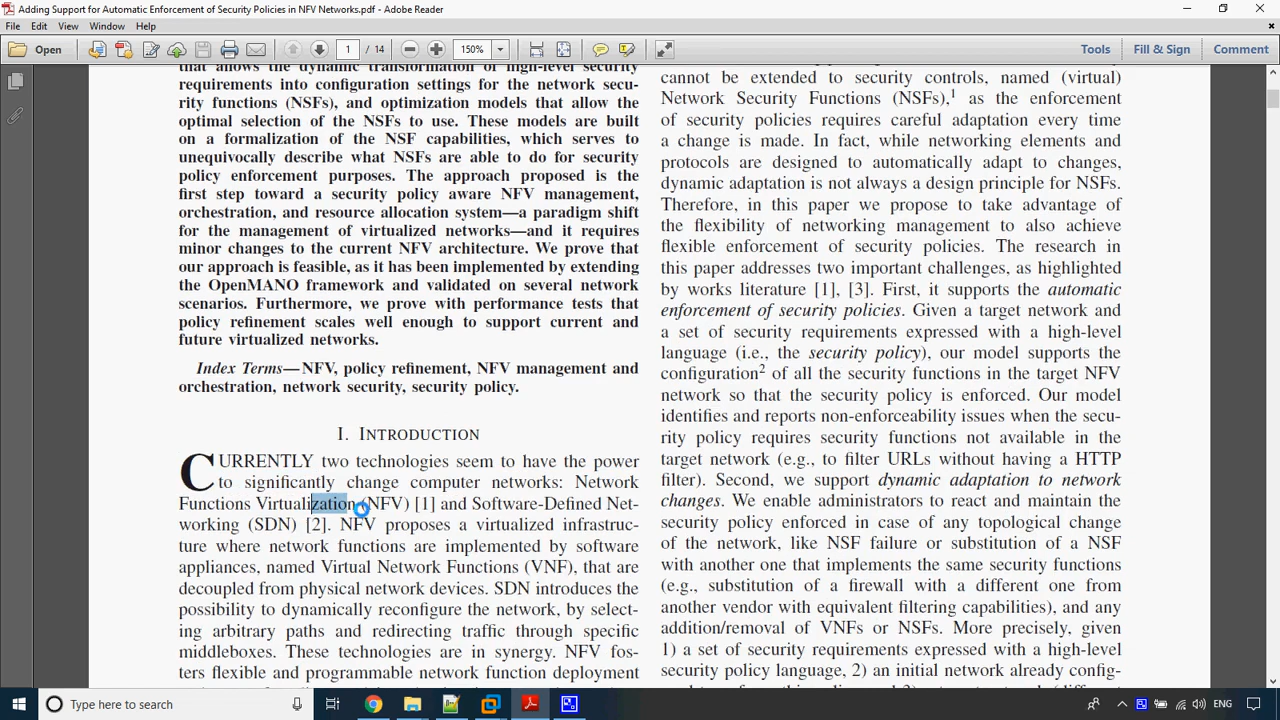 Adding Support for Automatic Enforcement of Security Policies in NFV Networks.pdf - Adobe Reader
File Edit View Window Help
Open 1 / 14 150% Tools Fill & Sign Comment
that allows the dynamic transformation of high-level security
requirements into configuration settings for the network secu-
rity functions (NSFs), and optimization models that allow the
optimal selection of the NSFs to use. These models are built
on a formalization of the NSF capabilities, which serves to
unequivocally describe what NSFs are able to do for security
policy enforcement purposes. The approach proposed is the
first step toward a security policy aware NFV management,
orchestration, and resource allocation system—a paradigm shift
for the management of virtualized networks—and it requires
minor changes to the current NFV architecture. We prove that
our approach is feasible, as it has been implemented by extending
the OpenMANO framework and validated on several network
scenarios. Furthermore, we prove with performance tests that
policy refinement scales well enough to support current and
future virtualized networks.
Index Terms—NFV, policy refinement, NFV management and
orchestration, network security, security policy.
I. INTRODUCTION
CURRENTLY two technologies seem to have the power
to significantly change computer networks: Network
Functions Virtualization (NFV) [1] and Software-Defined Net-
working (SDN) [2]. NFV proposes a virtualized infrastruc-
ture where network functions are implemented by software
appliances, named Virtual Network Functions (VNF), that are
decoupled from physical network devices. SDN introduces the
possibility to dynamically reconfigure the network, by select-
ing arbitrary paths and redirecting traffic through specific
middleboxes. These technologies are in synergy. NFV fos-
ters flexible and programmable network function deployment
cannot be extended to security controls, named (virtual)
Network Security Functions (NSFs),1 as the enforcement
of security policies requires careful adaptation every time
a change is made. In fact, while networking elements and
protocols are designed to automatically adapt to changes,
dynamic adaptation is not always a design principle for NSFs.
Therefore, in this paper we propose to take advantage of
the flexibility of networking management to also achieve
flexible enforcement of security policies. The research in
this paper addresses two important challenges, as highlighted
by works literature [1], [3]. First, it supports the automatic
enforcement of security policies. Given a target network and
a set of security requirements expressed with a high-level
language (i.e., the security policy), our model supports the
configuration2 of all the security functions in the target NFV
network so that the security policy is enforced. Our model
identifies and reports non-enforceability issues when the secu-
rity policy requires security functions not available in the
target network (e.g., to filter URLs without having a HTTP
filter). Second, we support dynamic adaptation to network
changes. We enable administrators to react and maintain the
security policy enforced in case of any topological change
of the network, like NSF failure or substitution of a NSF
with another one that implements the same security functions
(e.g., substitution of a firewall with a different one from
another vendor with equivalent filtering capabilities), and any
addition/removal of VNFs or NSFs. More precisely, given
1) a set of security requirements expressed with a high-level
security policy language, 2) an initial network already config-
Type here to search
ENG